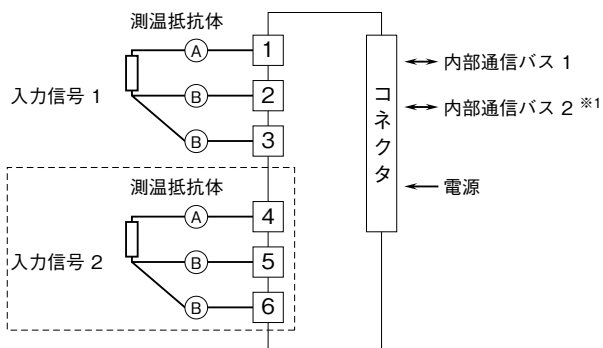 測温抵抗体
入力信号 1
A
B
B
1
2
3
測温抵抗体
入力信号 2
A
B
B
4
5
6
コネクタ
内部通信バス 1
内部通信バス 2 ※1
電源